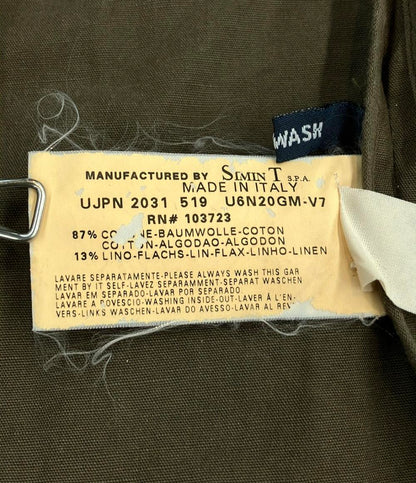 WASH
MANUFACTURED BY SIMIN T S.P.A.
MADE IN ITALY
UJPN 2031 519 U6N20GM-V7
RN# 103723
87% COTONE-BAUMWOLLE-COTON
COTTON-ALGODAO-ALGODON
13% LINO-FLACHS-LIN-FLAX-LINHO-LINEN
LAVARE SEPARATAMENTE-PLEASE ALWAYS WASH THIS GAR
MENT BY IT SELF-LAVEZ SEPARAMMENT-SEPARAT WASCHEN
LAVAR EM SEPARADO-LAVAR POR SEPARADO
LAVARE A ROVESCIO-WASHING INSIDE-OUT-LAVER À L'EN-
VERS-LINKS WASCHEN-LAVAR DO AVESSO-LAVAR AL REV